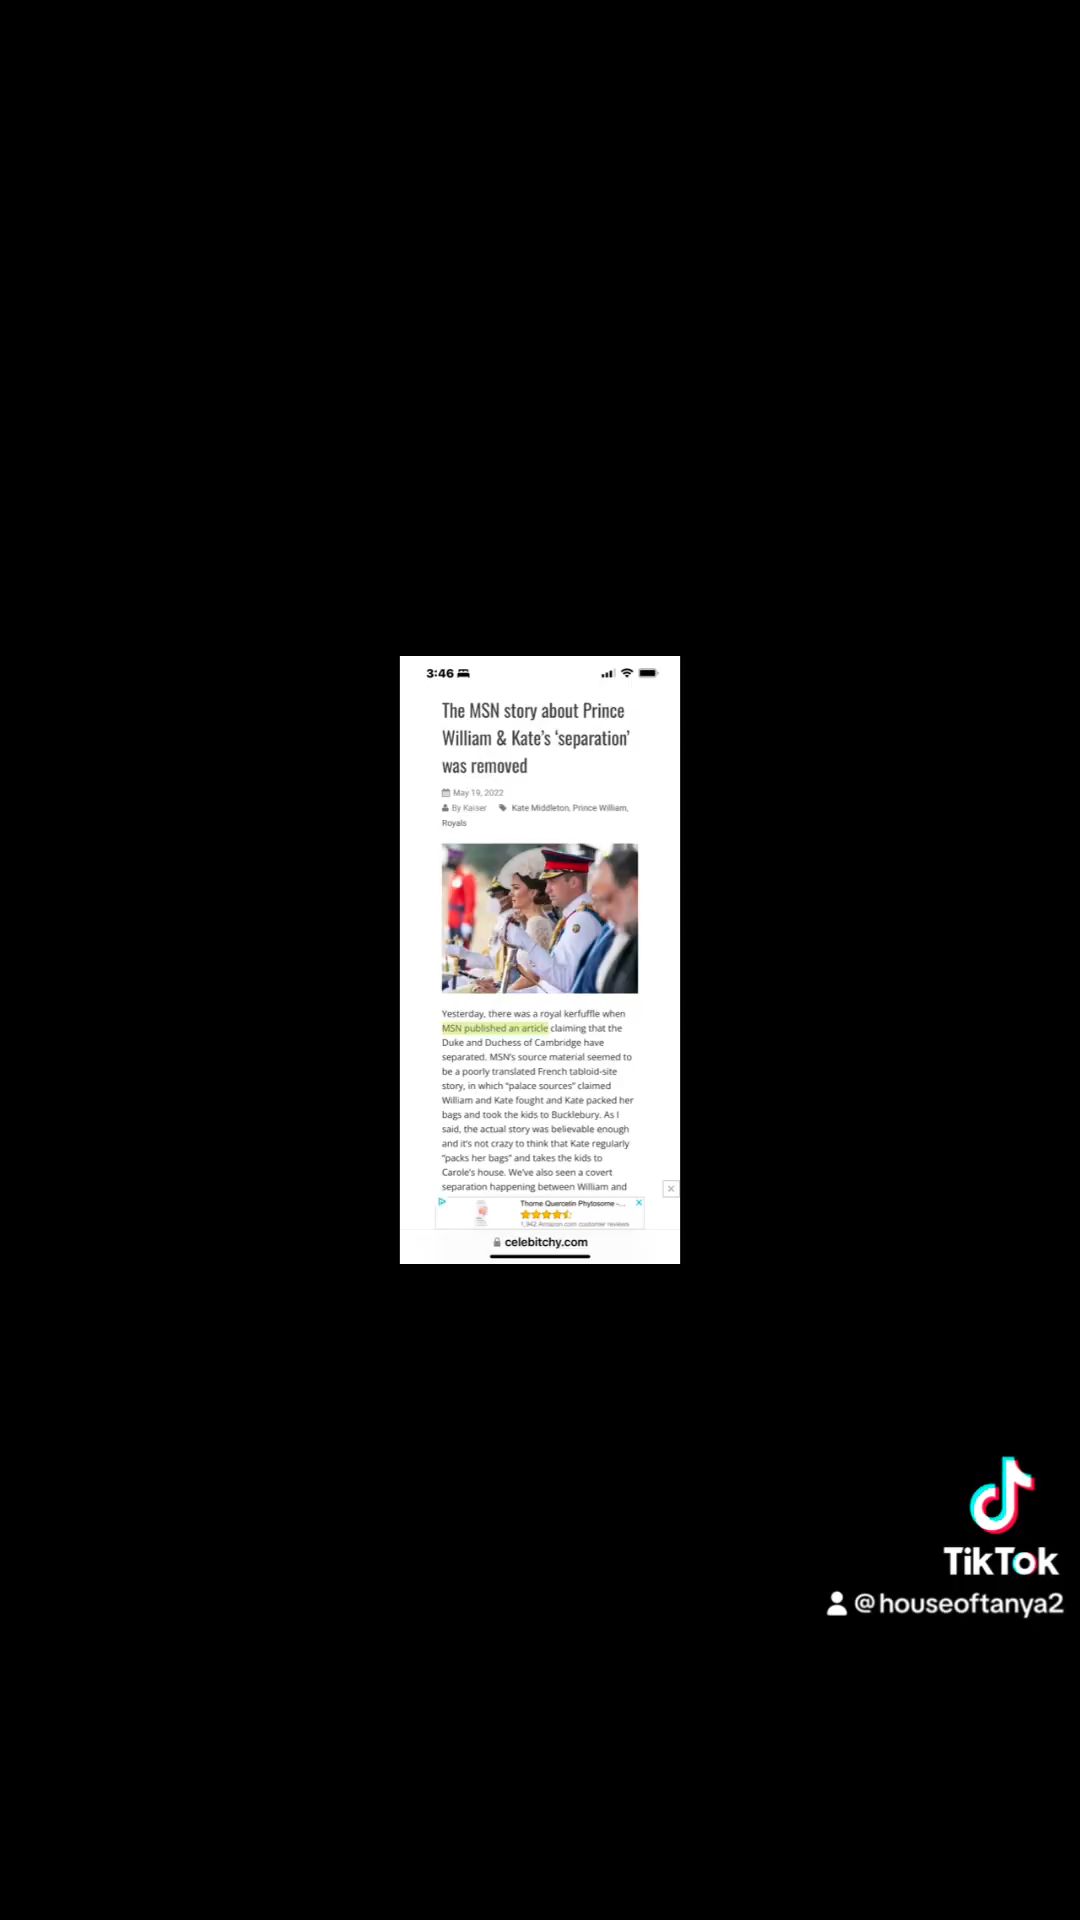 3:46
The MSN story about Prince
William & Kate's 'separation'
was removed
May 19, 2022
By Kaiser Kate Middleton, Prince William,
Royals
Yesterday, there was a royal kerfuffle when
MSN published an article claiming that the
Duke and Duchess of Cambridge have
separated. MSN's source material seemed to
be a poorly translated French tabloid-site
story, in which "palace sources" claimed
William and Kate fought and Kate packed her
bags and took the kids to Bucklebury. As I
said, the actual story was believable enough
and it's not crazy to think that Kate regularly
"packs her bags" and takes the kids to
Carole's house. We've also seen a covert
separation happening between William and
Thorne Quercetin Phytosome -...
1,942 Amazon.com customer reviews
celebitchy.com
TikTok
@houseoftanya2